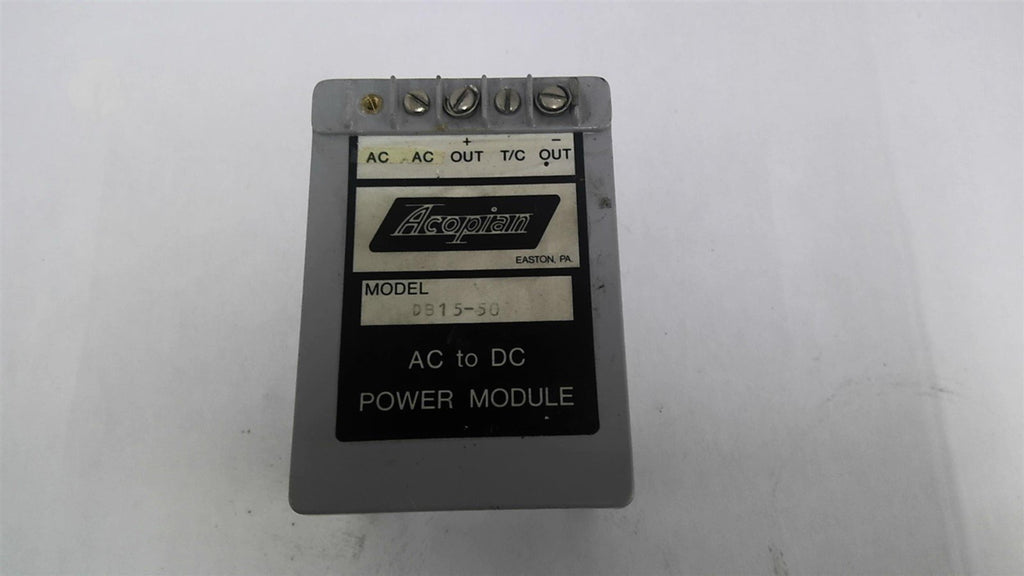 + −
AC AC OUT T/C OUT
Acopian
EASTON, PA.
MODEL
DB15-50
AC to DC
POWER MODULE